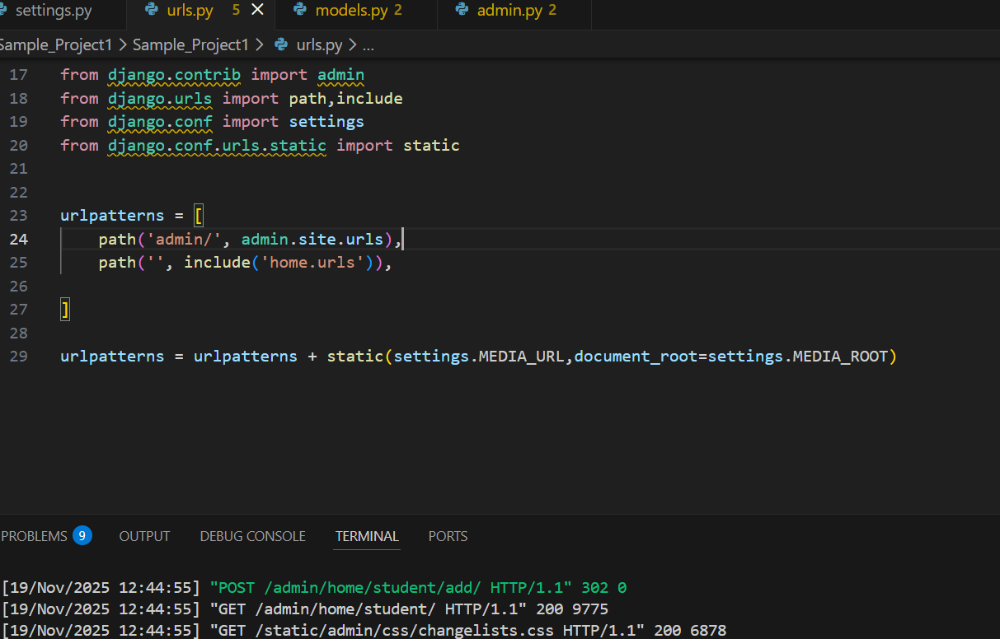 settings.py urls.py 5 models.py 2 admin.py 2
Sample_Project1 > Sample_Project1 > urls.py > ...
17 from django.contrib import admin
18 from django.urls import path,include
19 from django.conf import settings
20 from django.conf.urls.static import static
21
22
23 urlpatterns = [
24     path('admin/', admin.site.urls),
25     path('', include('home.urls')),
26
27 ]
28
29 urlpatterns = urlpatterns + static(settings.MEDIA_URL,document_root=settings.MEDIA_ROOT)
PROBLEMS 9 OUTPUT DEBUG CONSOLE TERMINAL PORTS
[19/Nov/2025 12:44:55] "POST /admin/home/student/add/ HTTP/1.1" 302 0
[19/Nov/2025 12:44:55] "GET /admin/home/student/ HTTP/1.1" 200 9775
[19/Nov/2025 12:44:55] "GET /static/admin/css/changelists.css HTTP/1.1" 200 6878